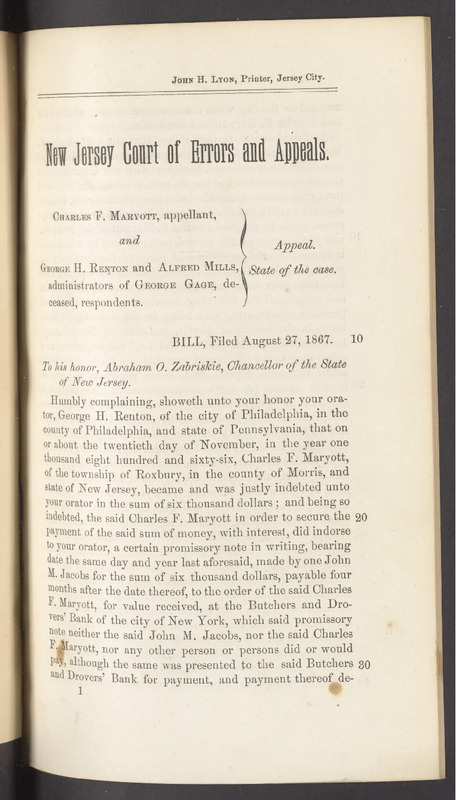 JOHN H. LYON, Printer, Jersey City.
New Jersey Court of Errors and Appeals.
CHARLES F. MARYOTT, appellant,
and
GEORGE H. RENTON and ALFRED MILLS,
administrators of GEORGE GAGE, de-
ceased, respondents.
Appeal.
State of the case.
BILL, Filed August 27, 1867. 10
To his honor, Abraham O. Zabriskie, Chancellor of the State
of New Jersey.
Humbly complaining, showeth unto your honor your ora-
tor, George H. Renton, of the city of Philadelphia, in the
county of Philadelphia, and state of Pennsylvania, that on
or about the twentieth day of November, in the year one
thousand eight hundred and sixty-six, Charles F. Maryott,
of the township of Roxbury, in the county of Morris, and
state of New Jersey, became and was justly indebted unto
your orator in the sum of six thousand dollars; and being so
indebted, the said Charles F. Maryott in order to secure the 20
payment of the said sum of money, with interest, did indorse
to your orator, a certain promissory note in writing, bearing
date the same day and year last aforesaid, made by one John
M. Jacobs for the sum of six thousand dollars, payable four
months after the date thereof, to the order of the said Charles
F. Maryott, for value received, at the Butchers and Dro-
vers' Bank of the city of New York, which said promissory
note neither the said John M. Jacobs, nor the said Charles
F. Maryott, nor any other person or persons did or would
pay, although the same was presented to the said Butchers 30
and Drovers' Bank for payment, and payment thereof de-
1